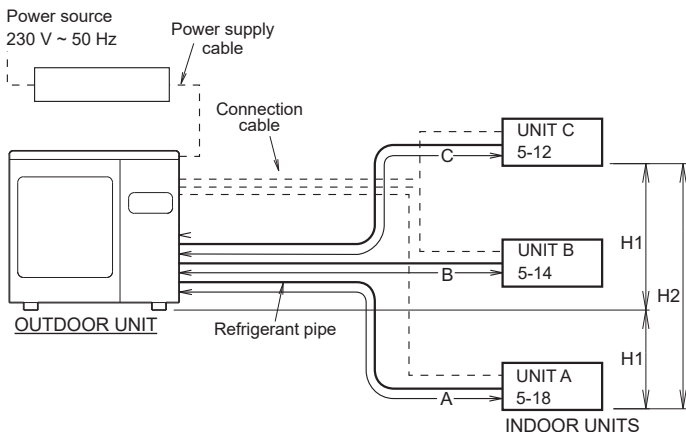 Power source
230 V ~ 50 Hz
Power supply
cable
Connection
cable
UNIT C
5-12
C
H1
UNIT B
5-14
B
H2
OUTDOOR UNIT
Refrigerant pipe
H1
UNIT A
5-18
A
INDOOR UNITS